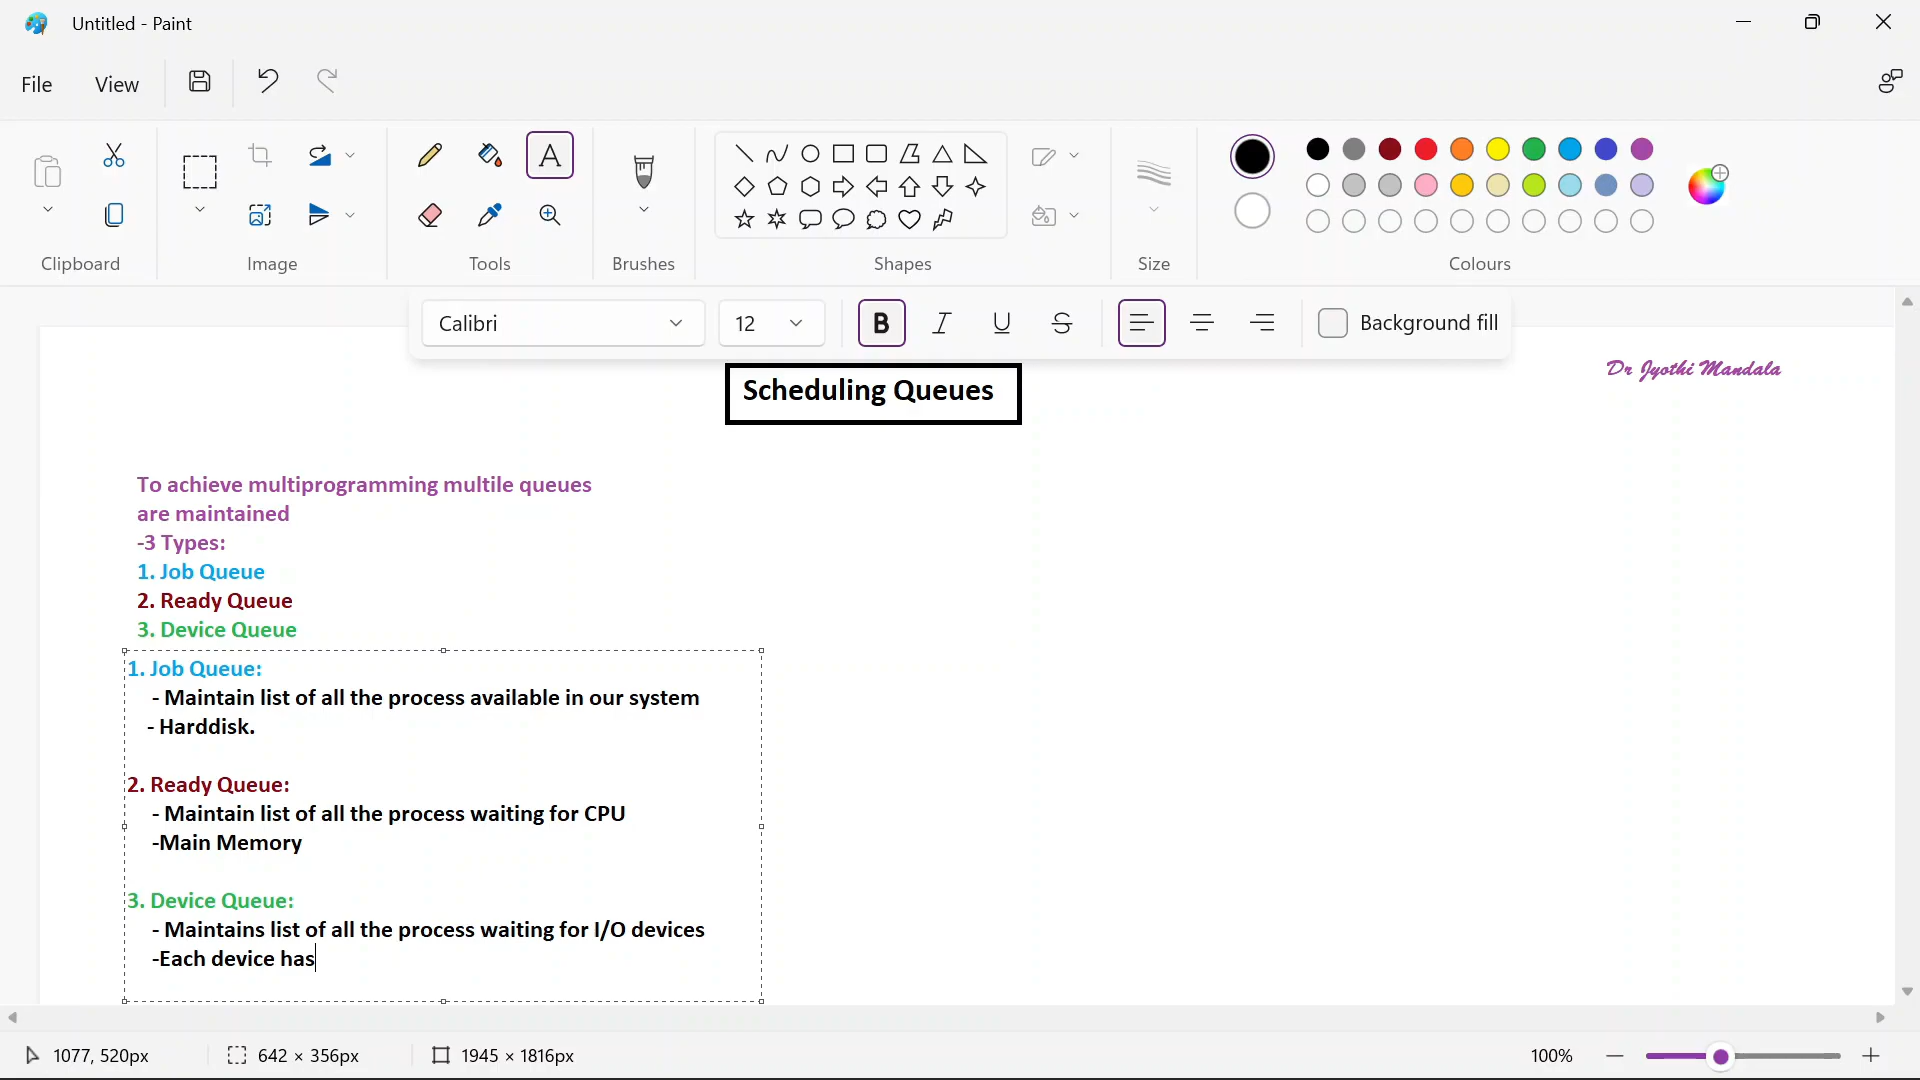 Untitled - Paint
File
View
Clipboard
Image
Tools
Brushes
Shapes
Size
Colours
Calibri
12
B
Background fill
Scheduling Queues
Dr Jyothi Mandala
To achieve multiprogramming multile queues
are maintained
-3 Types:
1. Job Queue
2. Ready Queue
3. Device Queue
1. Job Queue:
- Maintain list of all the process available in our system
- Harddisk.
2. Ready Queue:
- Maintain list of all the process waiting for CPU
-Main Memory
3. Device Queue:
- Maintains list of all the process waiting for I/O devices
-Each device has
1077, 520px
642 × 356px
1945 × 1816px
100%